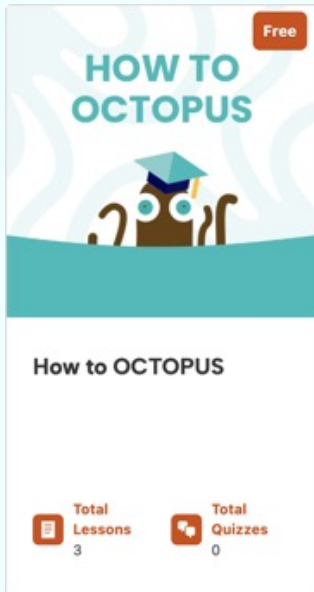 Free
HOW TO
OCTOPUS
How to OCTOPUS
Total
Lessons
3
Total
Quizzes
0